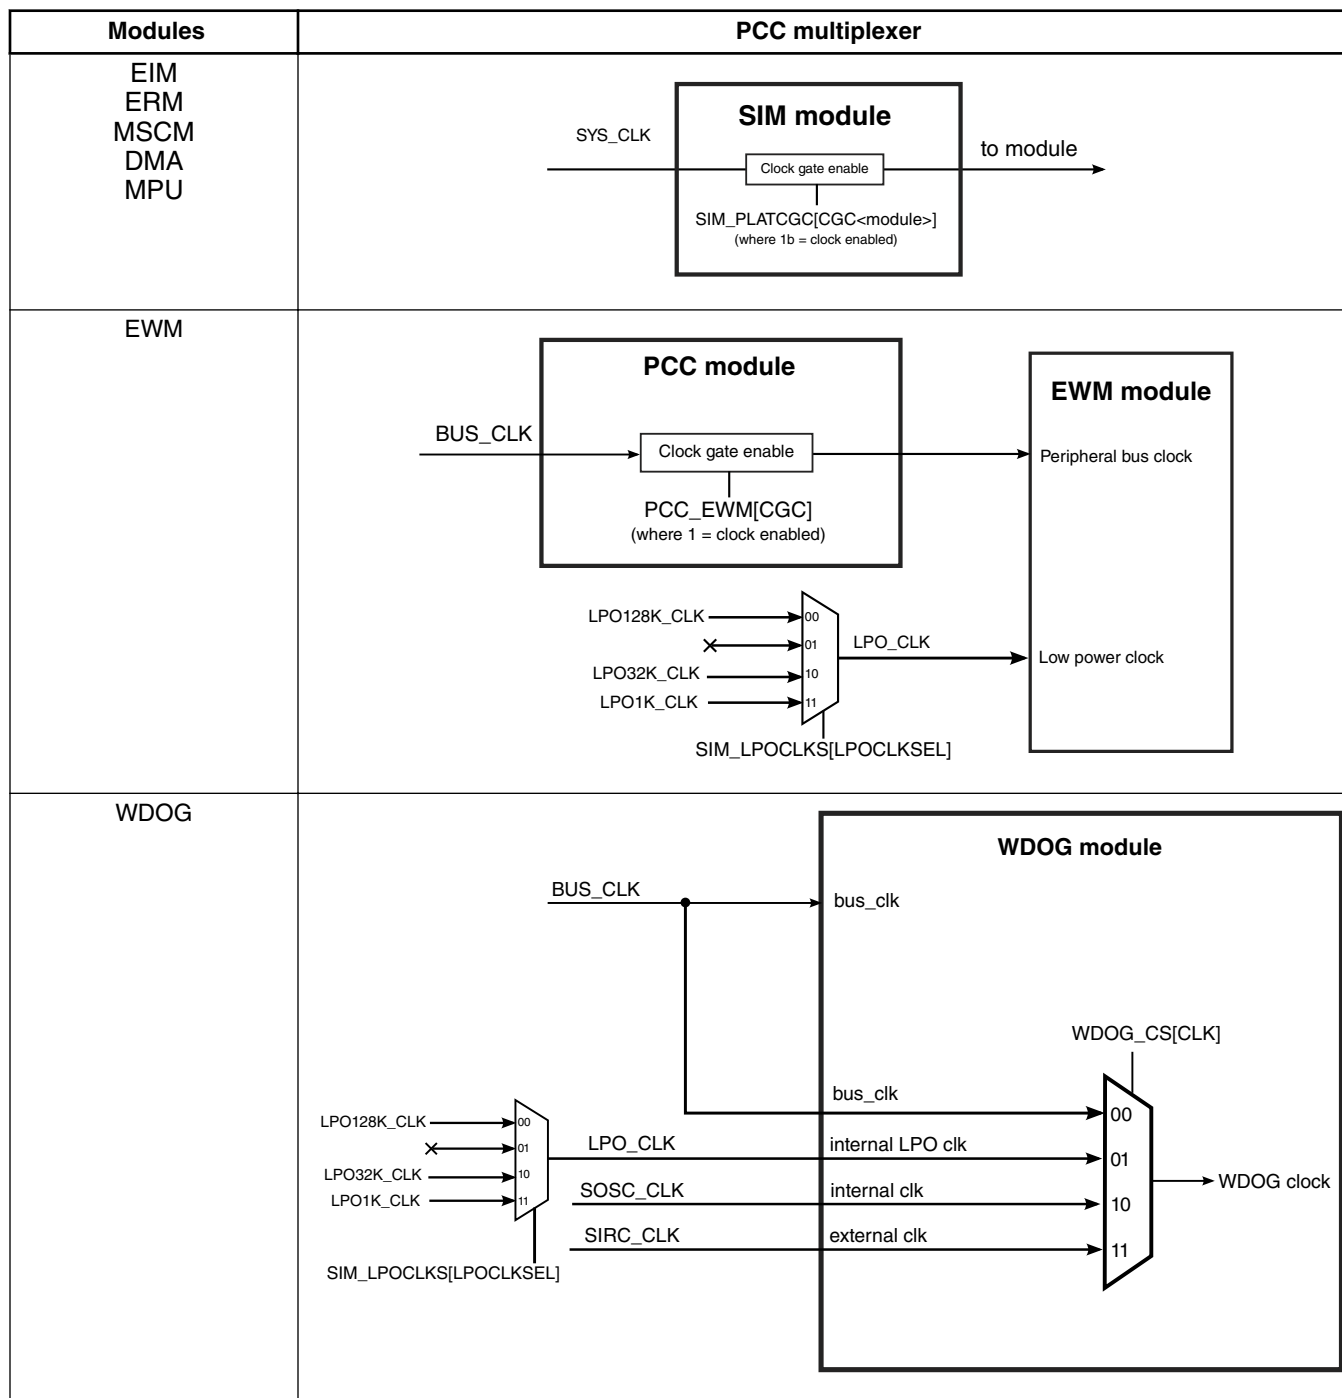 Modules
PCC multiplexer
EIM
ERM
MSCM
DMA
MPU
SIM module
SYS_CLK
Clock gate enable
to module
SIM_PLATCGC[CGC<module>]
(where 1b = clock enabled)
EWM
PCC module
EWM module
BUS_CLK
Clock gate enable
Peripheral bus clock
PCC_EWM[CGC]
(where 1 = clock enabled)
LPO128K_CLK
00
01
LPO_CLK
Low power clock
LPO32K_CLK
10
LPO1K_CLK
11
SIM_LPOCLKS[LPOCLKSEL]
WDOG
WDOG module
BUS_CLK
bus_clk
WDOG_CS[CLK]
bus_clk
00
LPO128K_CLK
00
01
LPO_CLK
internal LPO clk
01
LPO32K_CLK
10
SOSC_CLK
internal clk
10
WDOG clock
LPO1K_CLK
11
SIRC_CLK
external clk
11
SIM_LPOCLKS[LPOCLKSEL]